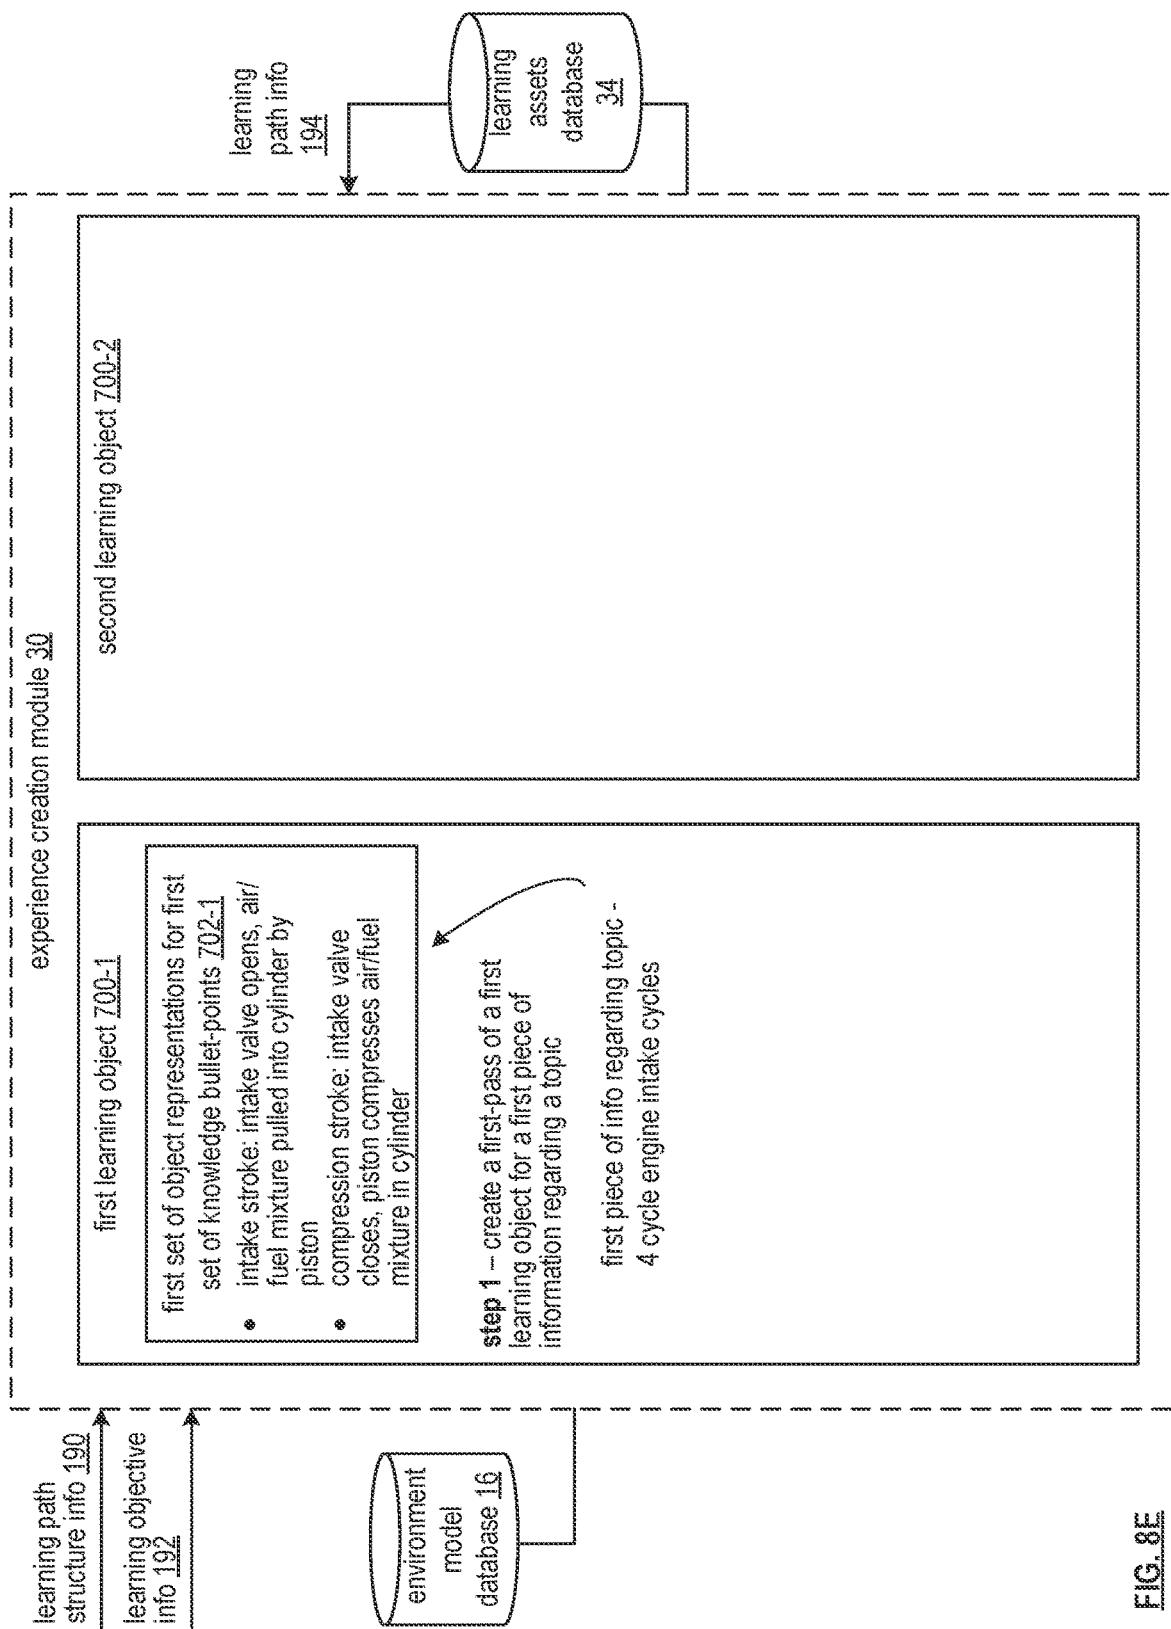 learning path
structure info 190
learning objective
info 192
environment
model
database 16
experience creation module 30
first learning object 700-1
first set of object representations for first
set of knowledge bullet-points 702-1
• intake stroke: intake valve opens, air/
fuel mixture pulled into cylinder by
piston
• compression stroke: intake valve
closes, piston compresses air/fuel
mixture in cylinder
step 1 – create a first-pass of a first
learning object for a first piece of
information regarding a topic
first piece of info regarding topic -
4 cycle engine intake cycles
second learning object 700-2
learning
path info
194
learning
assets
database
34
FIG. 8E